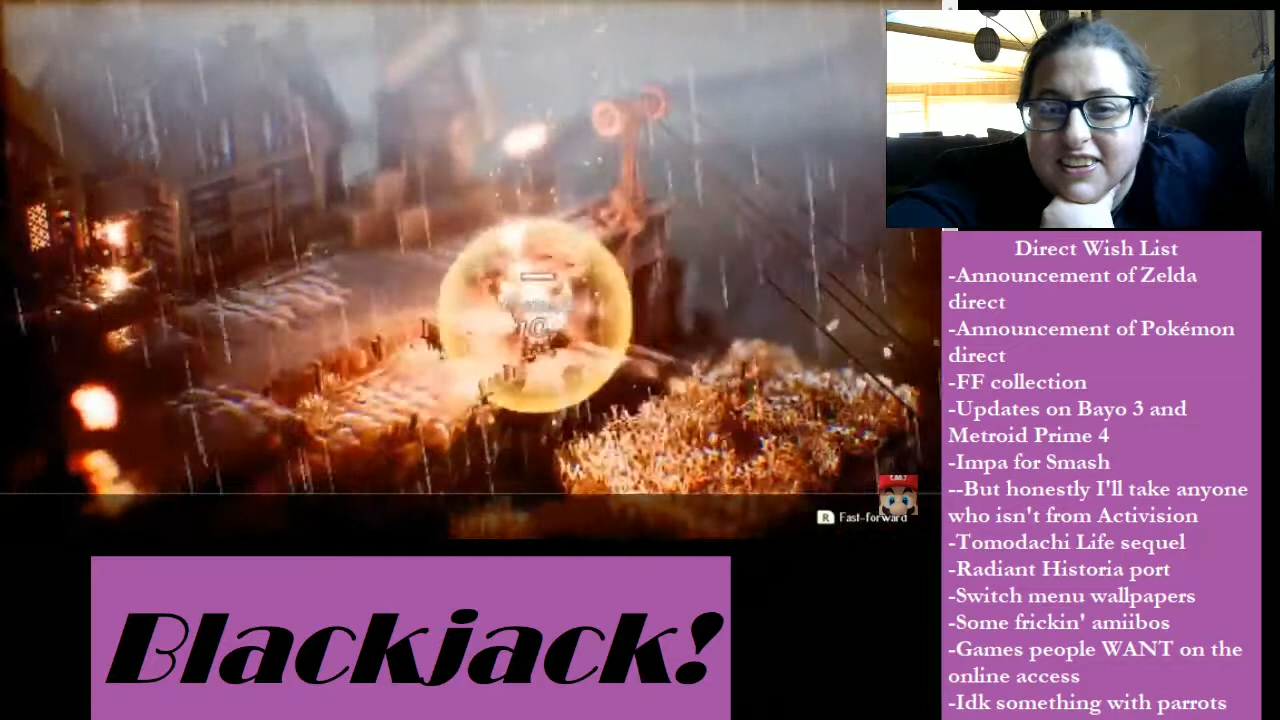 R Fast-forward
Blackjack!
Direct Wish List
-Announcement of Zelda
direct
-Announcement of Pokémon
direct
-FF collection
-Updates on Bayo 3 and
Metroid Prime 4
-Impa for Smash
--But honestly I'll take anyone
who isn't from Activision
-Tomodachi Life sequel
-Radiant Historia port
-Switch menu wallpapers
-Some frickin' amiibos
-Games people WANT on the
online access
-Idk something with parrots